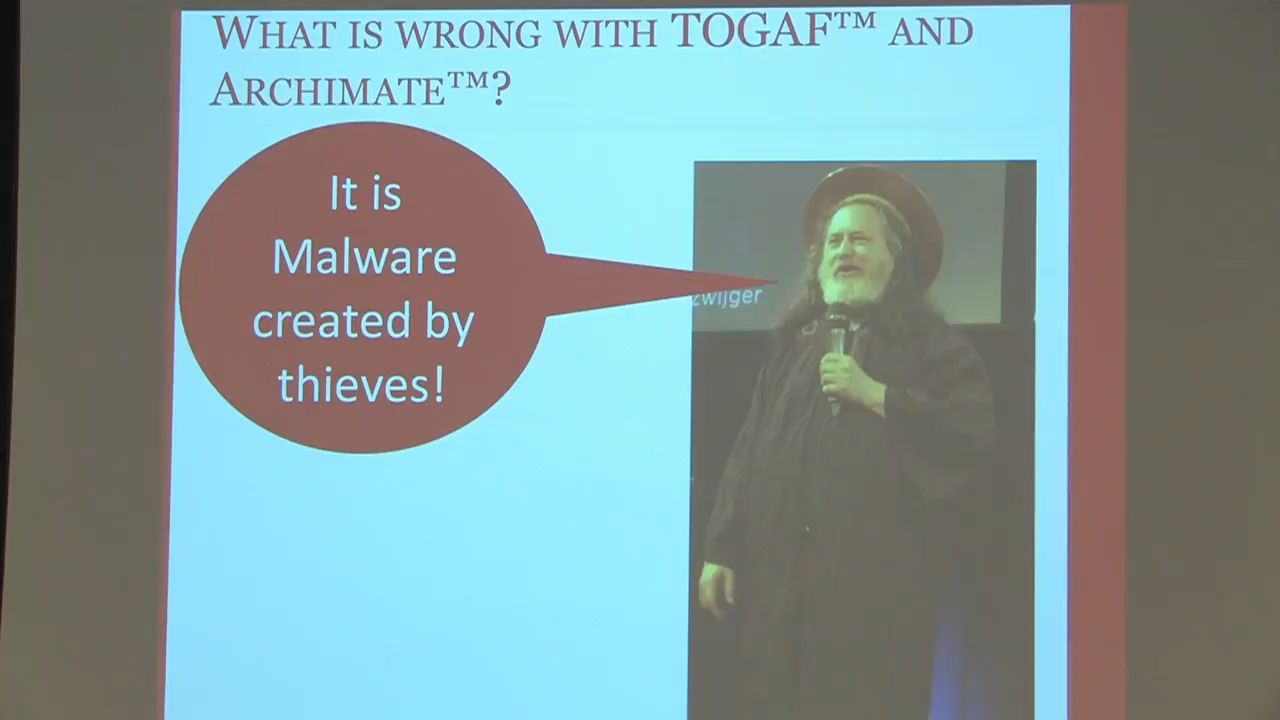 WHAT IS WRONG WITH TOGAF™ AND
ARCHIMATE™?
It is
Malware
created by
thieves!
zwijger